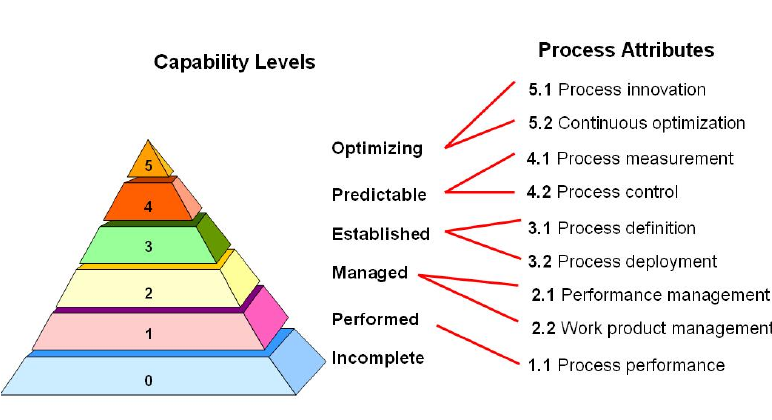 Process Attributes
Capability Levels
5.1 Process innovation
5.2 Continuous optimization
Optimizing
4.1 Process measurement
5
Predictable
4.2 Process control
4
Established
3.1 Process definition
3
3.2 Process deployment
Managed
2.1 Performance management
2
Performed
2.2 Work product management
1
Incomplete
1.1 Process performance
0